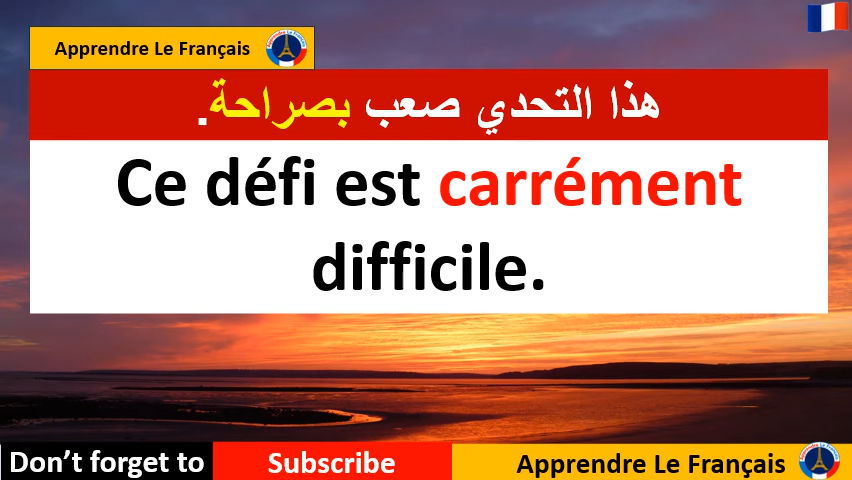 Apprendre Le Français
هذا التحدي صعب بصراحة.
Ce défi est carrément
difficile.
Don’t forget to Subscribe Apprendre Le Français